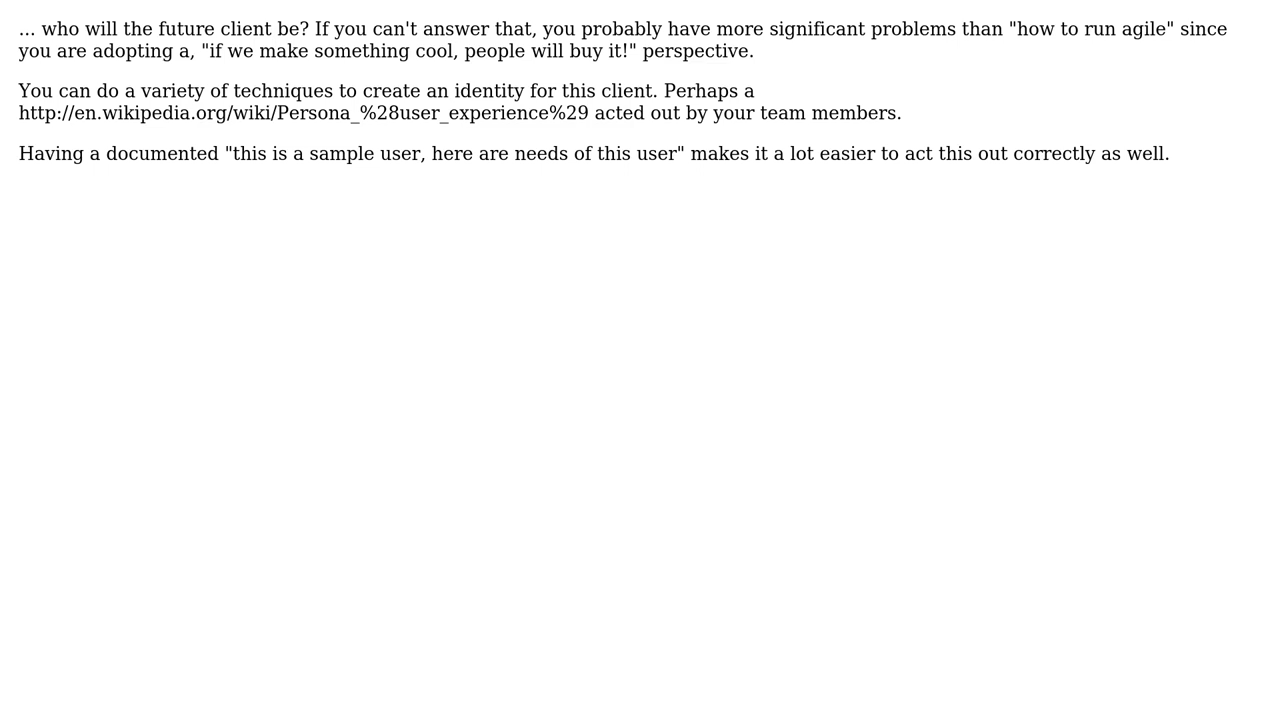 ... who will the future client be? If you can't answer that, you probably have more significant problems than "how to run agile" since
you are adopting a, "if we make something cool, people will buy it!" perspective.
You can do a variety of techniques to create an identity for this client. Perhaps a
http://en.wikipedia.org/wiki/Persona_%28user_experience%29 acted out by your team members.
Having a documented "this is a sample user, here are needs of this user" makes it a lot easier to act this out correctly as well.